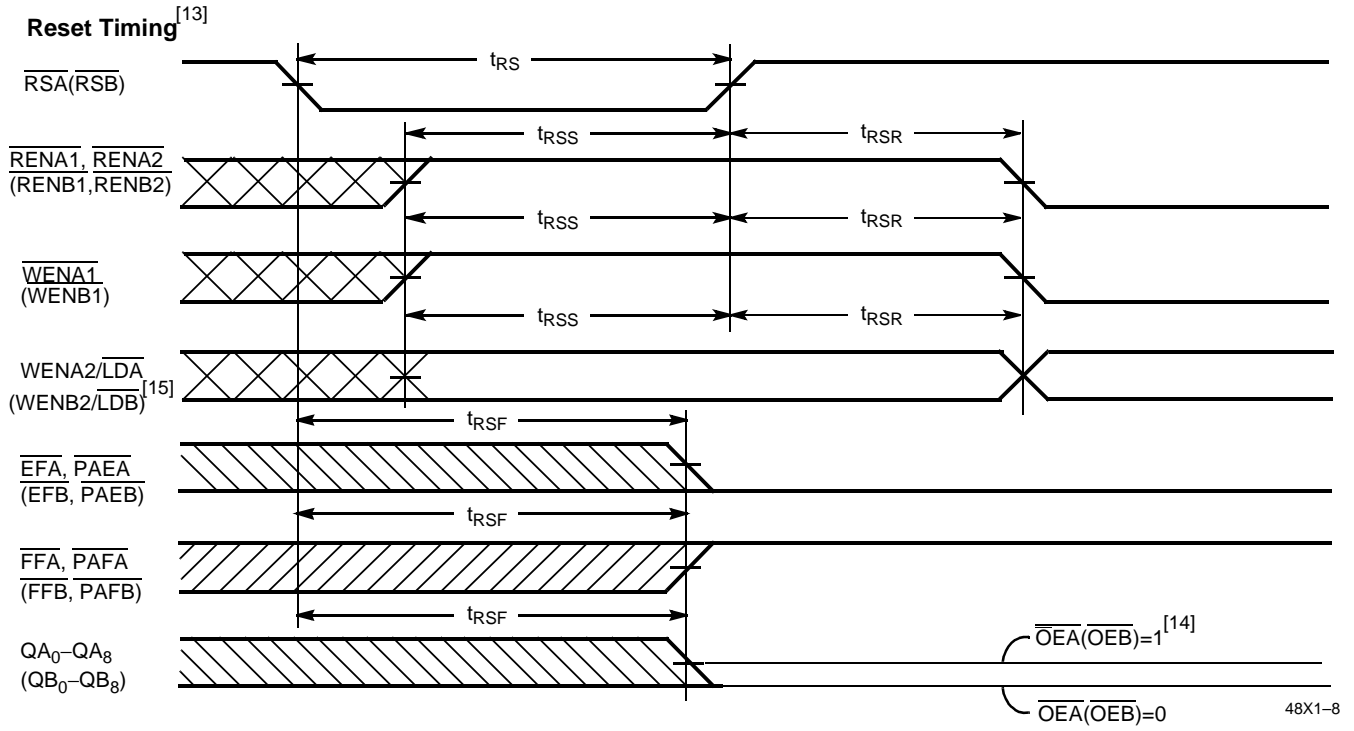 Reset Timing[13]
tRS
RSA(RSB)
tRSS tRSR
RENA1, RENA2
(RENB1,RENB2)
tRSS tRSR
WENA1
(WENB1)
tRSS tRSR
WENA2/LDA
(WENB2/LDB)[15]
tRSF
EFA, PAEA
(EFB, PAEB)
tRSF
FFA, PAFA
(FFB, PAFB)
tRSF
OEA(OEB)=1[14]
QA0–QA8
(QB0–QB8)
OEA(OEB)=0
48X1–8